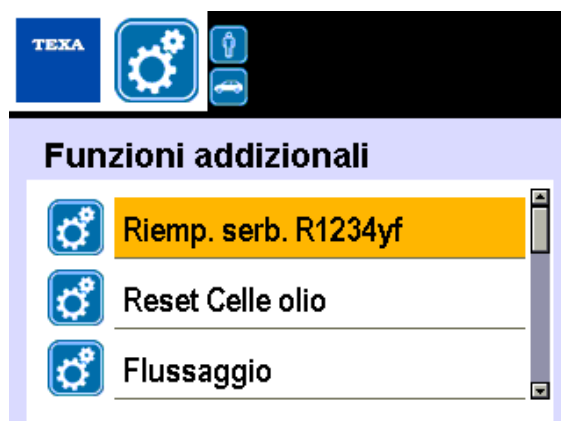 TEXA
Funzioni addizionali
Riemp. serb. R1234yf
Reset Celle olio
Flussaggio